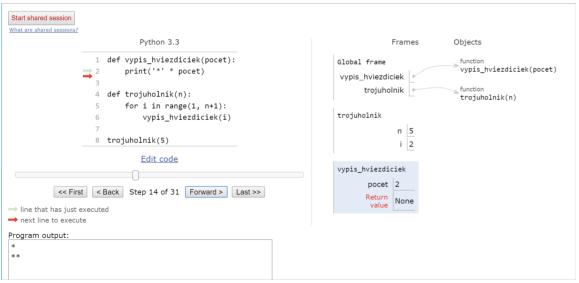 Start shared session
What are shared sessions?
Python 3.3
1 def vypis_hviezdiciek(pocet):
2     print('*' * pocet)
3
4 def trojuholnik(n):
5     for i in range(1, n+1):
6         vypis_hviezdiciek(i)
7
8 trojuholnik(5)
Edit code
<< First < Back Step 14 of 31 Forward > Last >>
line that has just executed
next line to execute
Program output:
*
**
Frames Objects
Global frame
vypis_hviezdiciek
trojuholnik
function
vypis_hviezdiciek(pocet)
function
trojuholnik(n)
trojuholnik
n 5
i 2
vypis_hviezdiciek
pocet 2
Return
value None